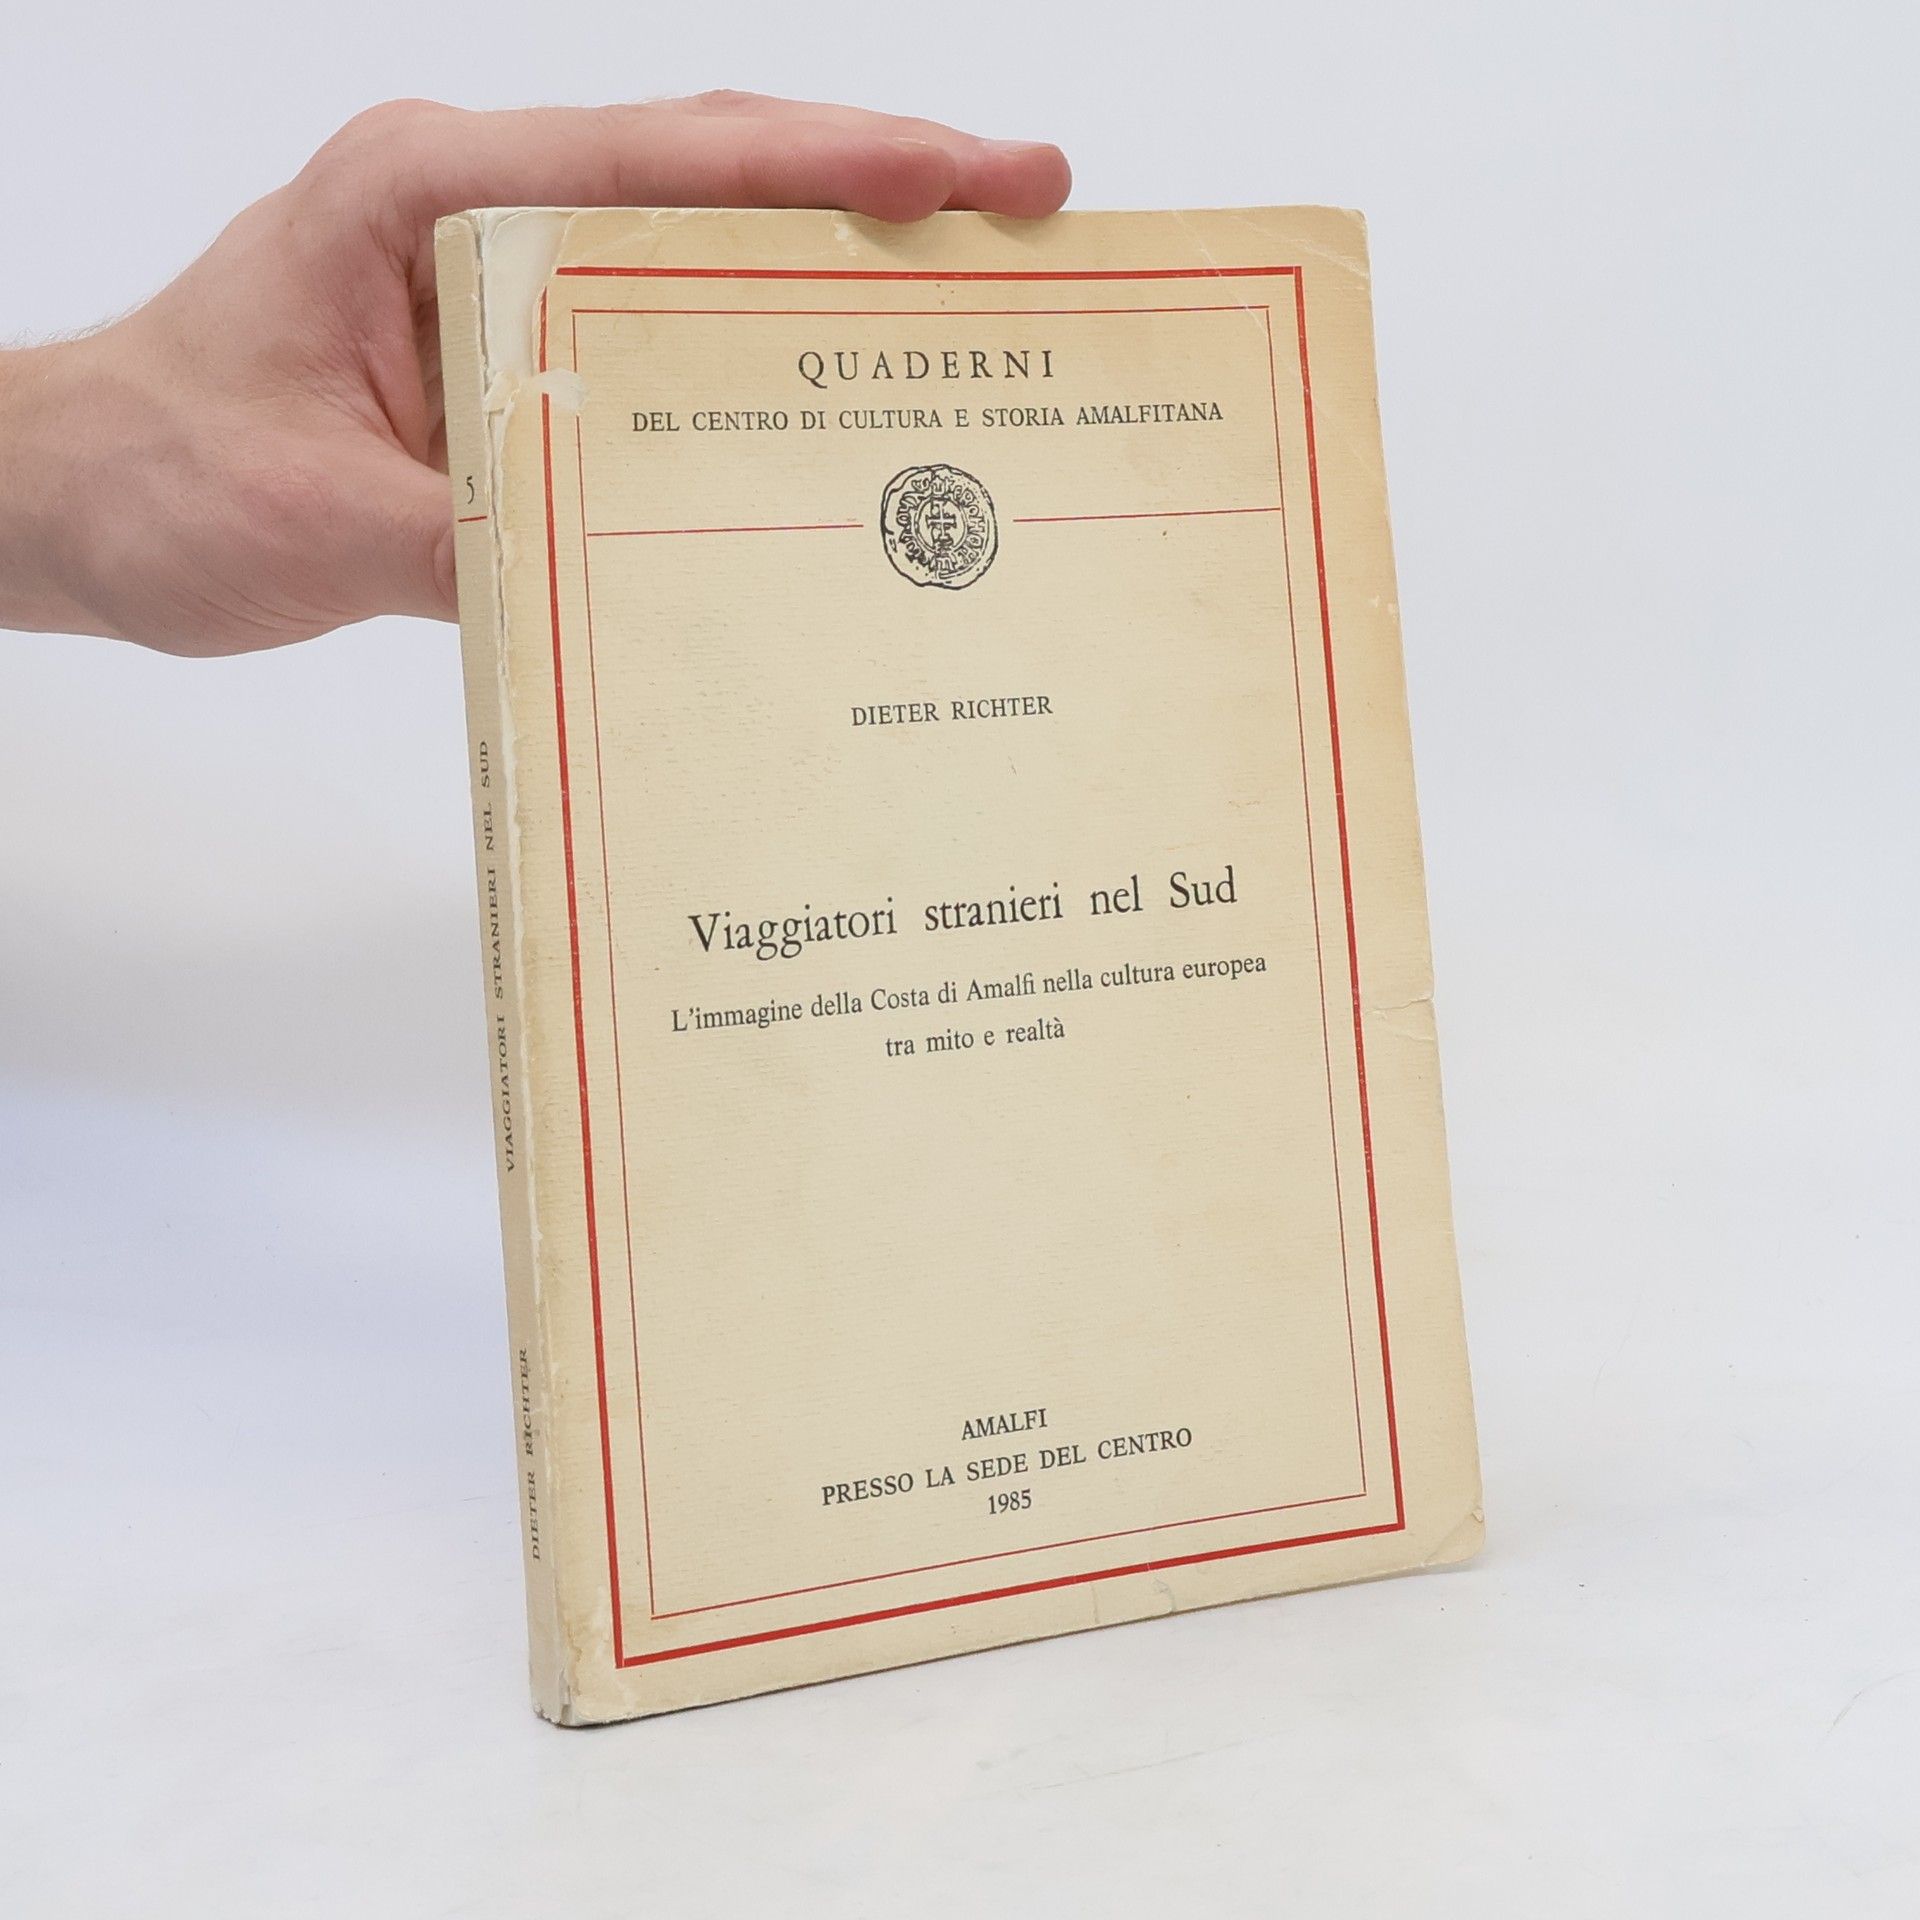 QUADERNI
DEL CENTRO DI CULTURA E STORIA AMALFITANA
DIETER RICHTER
Viaggiatori stranieri nel Sud
L'immagine della Costa di Amalfi nella cultura europea
tra mito e realtà
AMALFI
PRESSO LA SEDE DEL CENTRO
1985
5
VIAGGIATORI STRANIERI NEL SUD
DIETER RICHTER